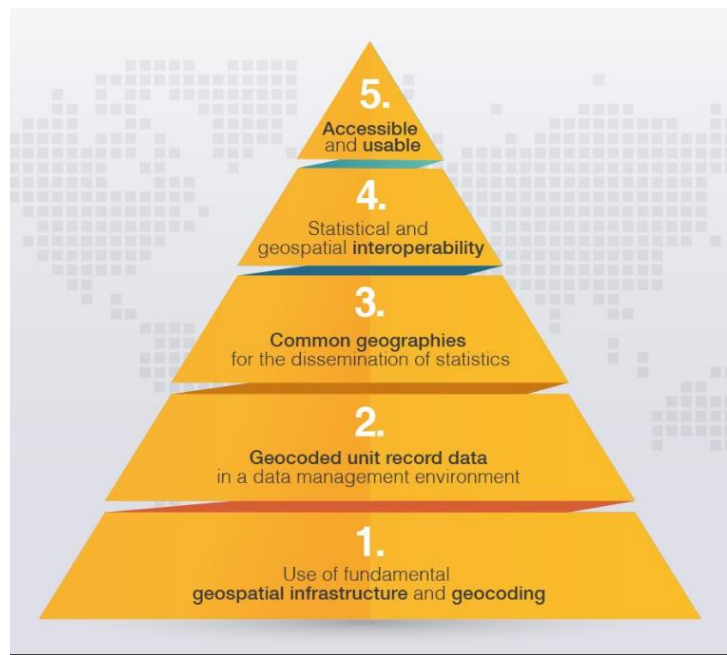 5.
Accessible
and usable
4.
Statistical and
geospatial interoperability
3.
Common geographies
for the dissemination of statistics
2.
Geocoded unit record data
in a data management environment
1.
Use of fundamental
geospatial infrastructure and geocoding